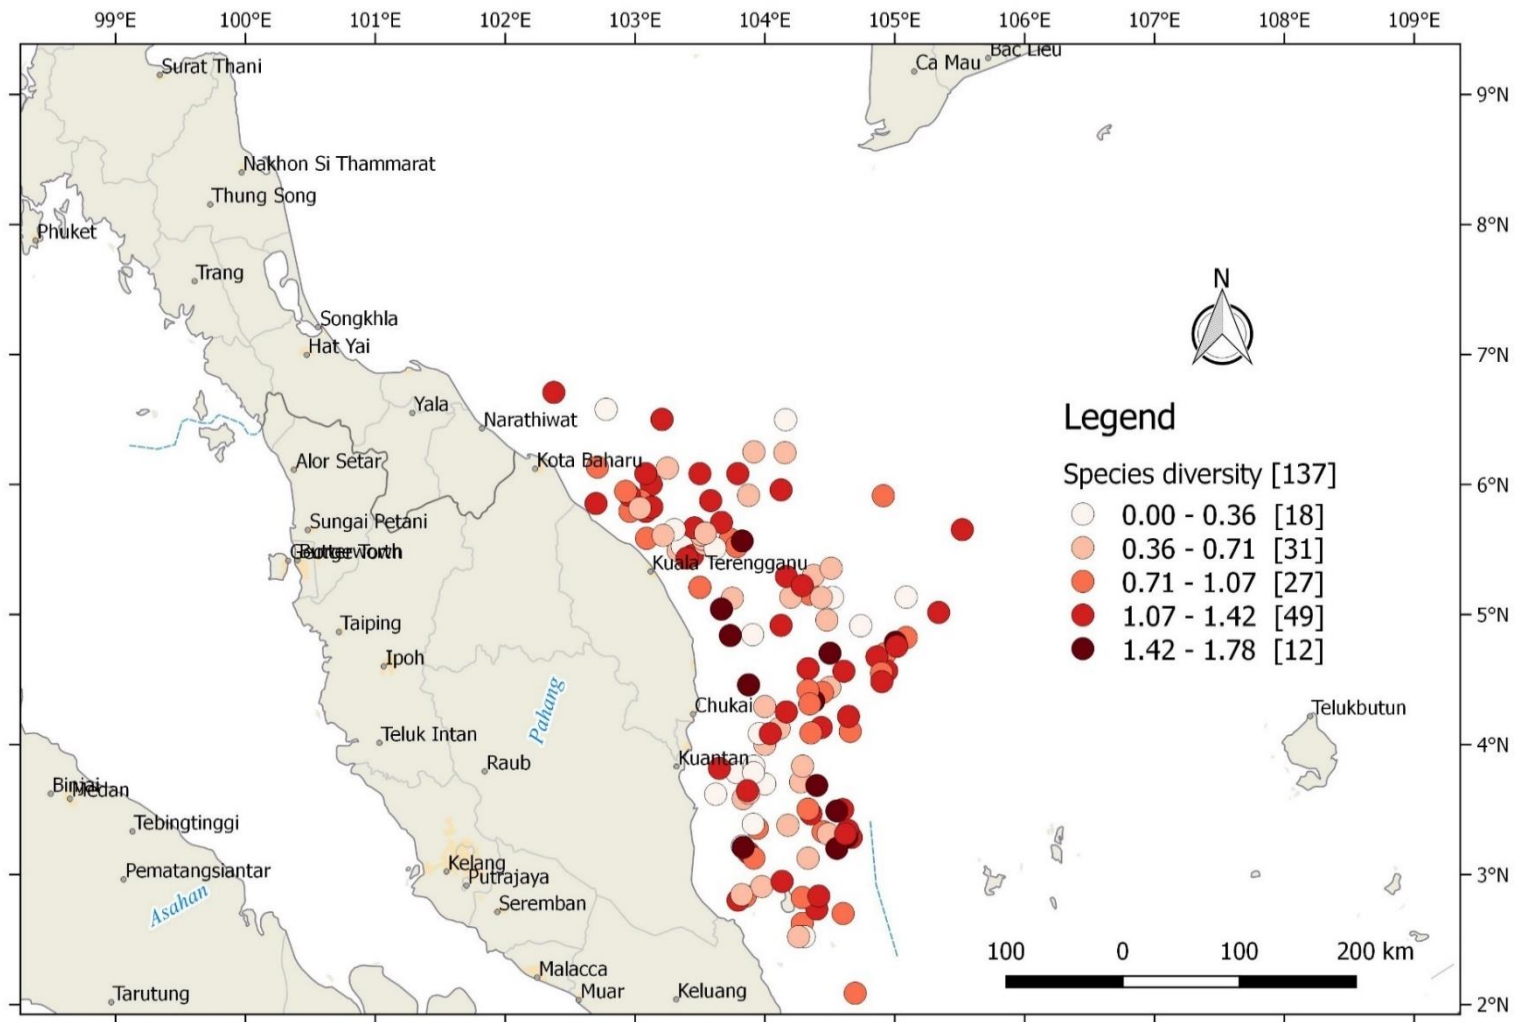 99°E 100°E 101°E 102°E 103°E 104°E 105°E 106°E 107°E 108°E 109°E
Surat Thani
Ca Mau
Bac Lieu
9°N
Nakhon Si Thammarat
Thung Song
Phuket
8°N
Trang
N
Songkhla
Hat Yai
7°N
Yala
Narathiwat
Legend
Alor Setar
Kota Baharu
Species diversity [137]
6°N
0.00 - 0.36 [18]
Sungai Petani
0.36 - 0.71 [31]
Butterworth
Kuala Terengganu
0.71 - 1.07 [27]
1.07 - 1.42 [49]
5°N
Taiping
1.42 - 1.78 [12]
Ipoh
Pahang
Chukai
Telukbutun
Teluk Intan
4°N
Raub
Kuantan
Binjai
Medan
Tebingtinggi
Kelang
Pematangsiantar
Putrajaya
3°N
Asahan
Seremban
100 0 100 200 km
Malacca
Muar
Keluang
Tarutung
2°N